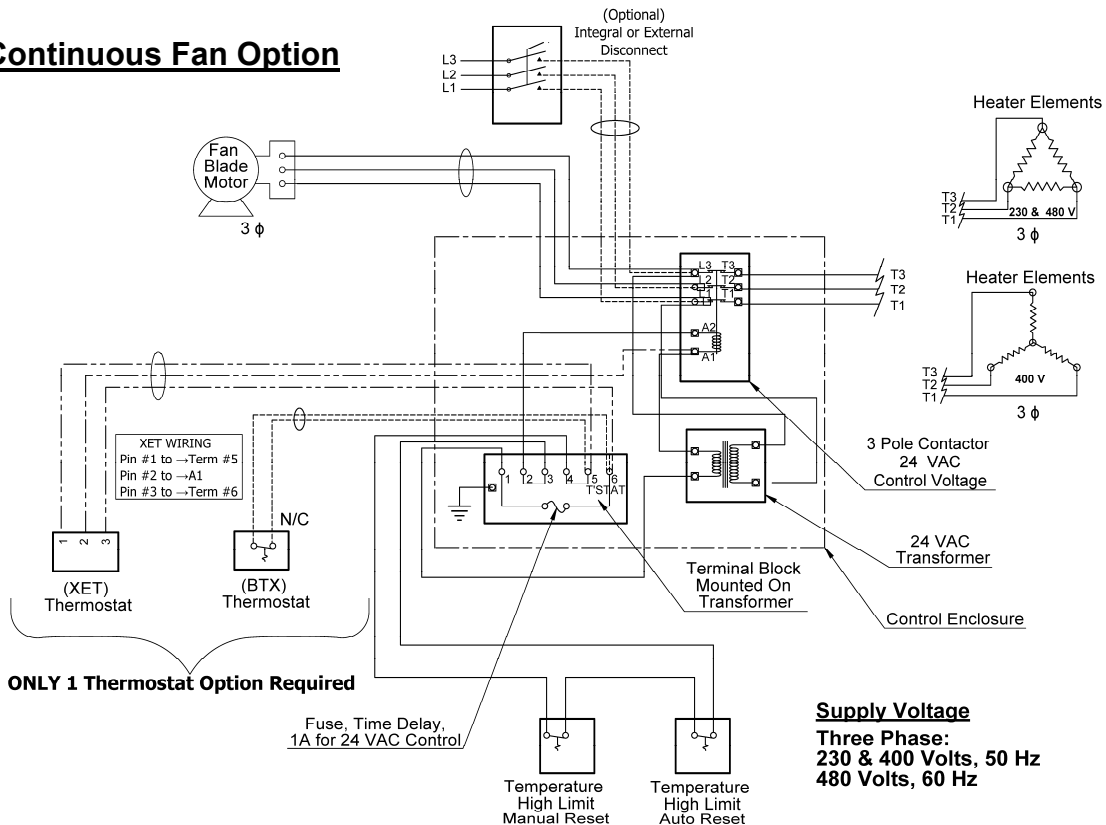 Continuous Fan Option
(Optional)
Integral or External
Disconnect
L3
L2
L1
Fan
Blade
Motor
3 ϕ
Heater Elements
T3
T2
T1
230 & 480 V
3 ϕ
L3 T3
L2 T2
L1 T1
A2
A1
T3
T2
T1
Heater Elements
T3
T2
T1
400 V
3 ϕ
XET WIRING
Pin #1 to →Term #5
Pin #2 to →A1
Pin #3 to →Term #6
1 2 3 4 5 6
T'STAT
3 Pole Contactor
24 VAC
Control Voltage
N/C
1 2 3
(XET)
Thermostat
(BTX)
Thermostat
24 VAC
Transformer
Terminal Block
Mounted On
Transformer
Control Enclosure
ONLY 1 Thermostat Option Required
Fuse, Time Delay,
1A for 24 VAC Control
Temperature
High Limit
Manual Reset
Temperature
High Limit
Auto Reset
Supply Voltage
Three Phase:
230 & 400 Volts, 50 Hz
480 Volts, 60 Hz